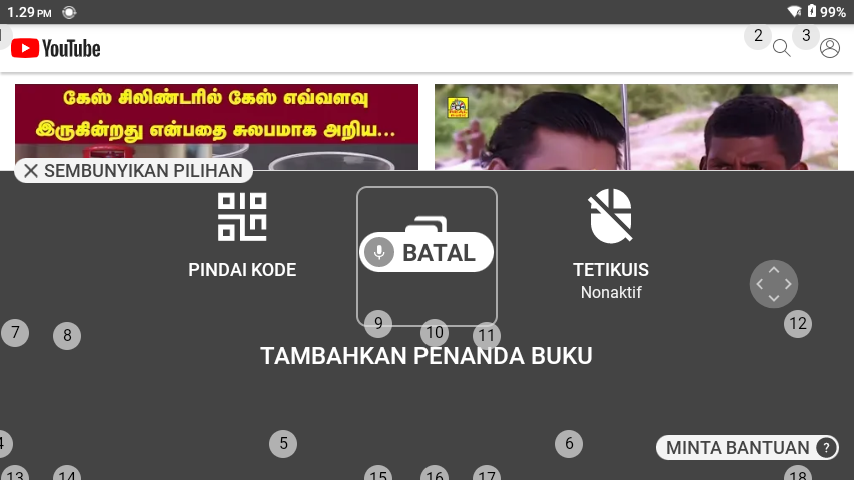 1.29 PM
99%
2
3
YouTube
கேஸ் சிலிண்டரில் கேஸ் எவ்வளவு
இருகின்றது என்பதை சுலபமாக அறிய...
SEMBUNYIKAN PILIHAN
BATAL
PINDAI KODE
TETIKUIS
Nonaktif
7
8
9
10
11
12
TAMBAHKAN PENANDA BUKU
4
5
6
MINTA BANTUAN ?
13
14
15
16
17
18